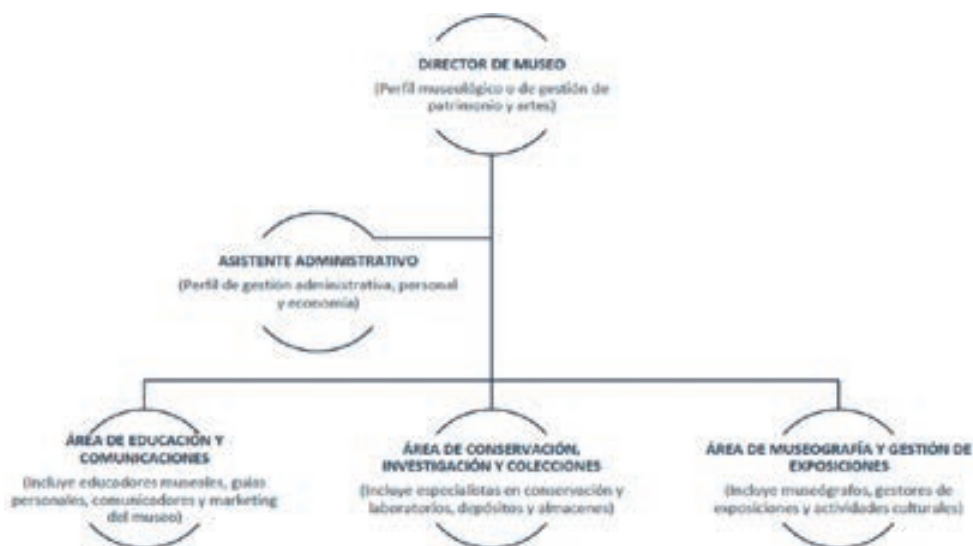 DIRECTOR DE MUSEO
(Perfil museológico o de gestión de
patrimonio y artes)
ASISTENTE ADMINISTRATIVO
(Perfil de gestión administrativa, personal
y economía)
ÁREA DE EDUCACIÓN Y
COMUNICACIONES
(Incluye educadores museales, guías
personales, comunicadores y marketing
del museo)
ÁREA DE CONSERVACIÓN,
INVESTIGACIÓN Y COLECCIONES
(Incluye especialistas en conservación y
laboratorios, depósitos y almacenes)
ÁREA DE MUSEOGRAFÍA Y GESTIÓN DE
EXPOSICIONES
(Incluye museógrafos, gestores de
exposiciones y actividades culturales)